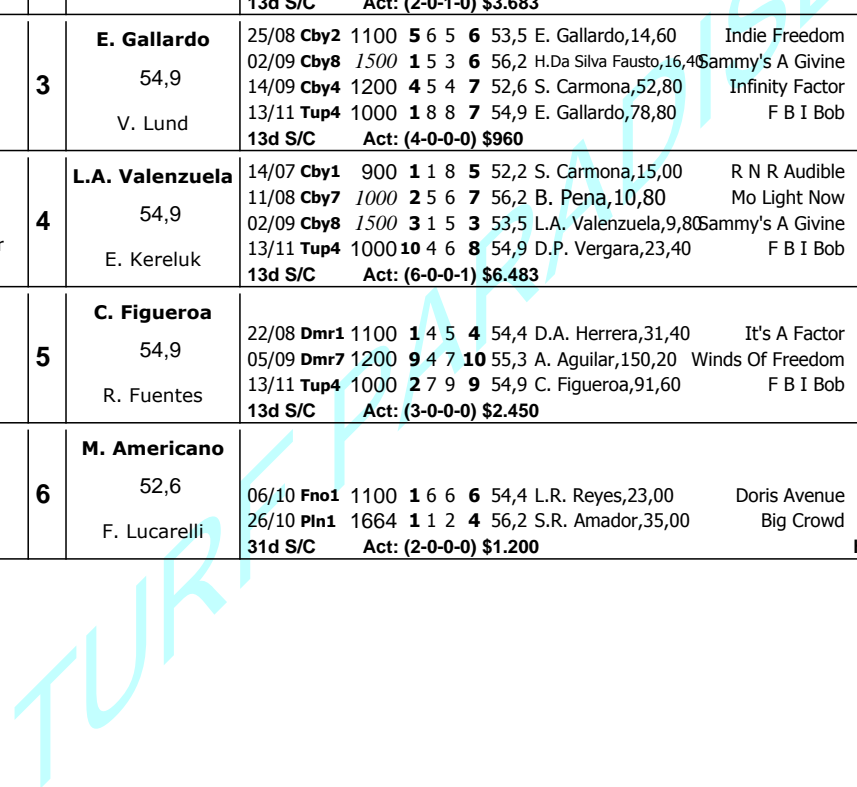 13d S/C Act: (2-0-1-0) $3.683
3
E. Gallardo
54,9
V. Lund
25/08 Cby2 1100 5 6 5 6 53,5 E. Gallardo,14,60 Indie Freedom
02/09 Cby8 1500 1 5 3 6 56,2 H.Da Silva Fausto,16,40 Sammy's A Givine
14/09 Cby4 1200 4 5 4 7 52,6 S. Carmona,52,80 Infinity Factor
13/11 Tup4 1000 1 8 8 7 54,9 E. Gallardo,78,80 F B I Bob
13d S/C Act: (4-0-0-0) $960
4
L.A. Valenzuela
54,9
E. Kereluk
14/07 Cby1 900 1 1 8 5 52,2 S. Carmona,15,00 R N R Audible
11/08 Cby7 1000 2 5 6 7 56,2 B. Pena,10,80 Mo Light Now
02/09 Cby8 1500 3 1 5 3 53,5 L.A. Valenzuela,9,80 Sammy's A Givine
13/11 Tup4 1000 10 4 6 8 54,9 D.P. Vergara,23,40 F B I Bob
13d S/C Act: (6-0-0-1) $6.483
5
C. Figueroa
54,9
R. Fuentes
22/08 Dmr1 1100 1 4 5 4 54,4 D.A. Herrera,31,40 It's A Factor
05/09 Dmr7 1200 9 4 7 10 55,3 A. Aguilar,150,20 Winds Of Freedom
13/11 Tup4 1000 2 7 9 9 54,9 C. Figueroa,91,60 F B I Bob
13d S/C Act: (3-0-0-0) $2.450
6
M. Americano
52,6
F. Lucarelli
06/10 Fno1 1100 1 6 6 6 54,4 L.R. Reyes,23,00 Doris Avenue
26/10 Pln1 1664 1 1 2 4 56,2 S.R. Amador,35,00 Big Crowd
31d S/C Act: (2-0-0-0) $1.200
TURF PARADISE